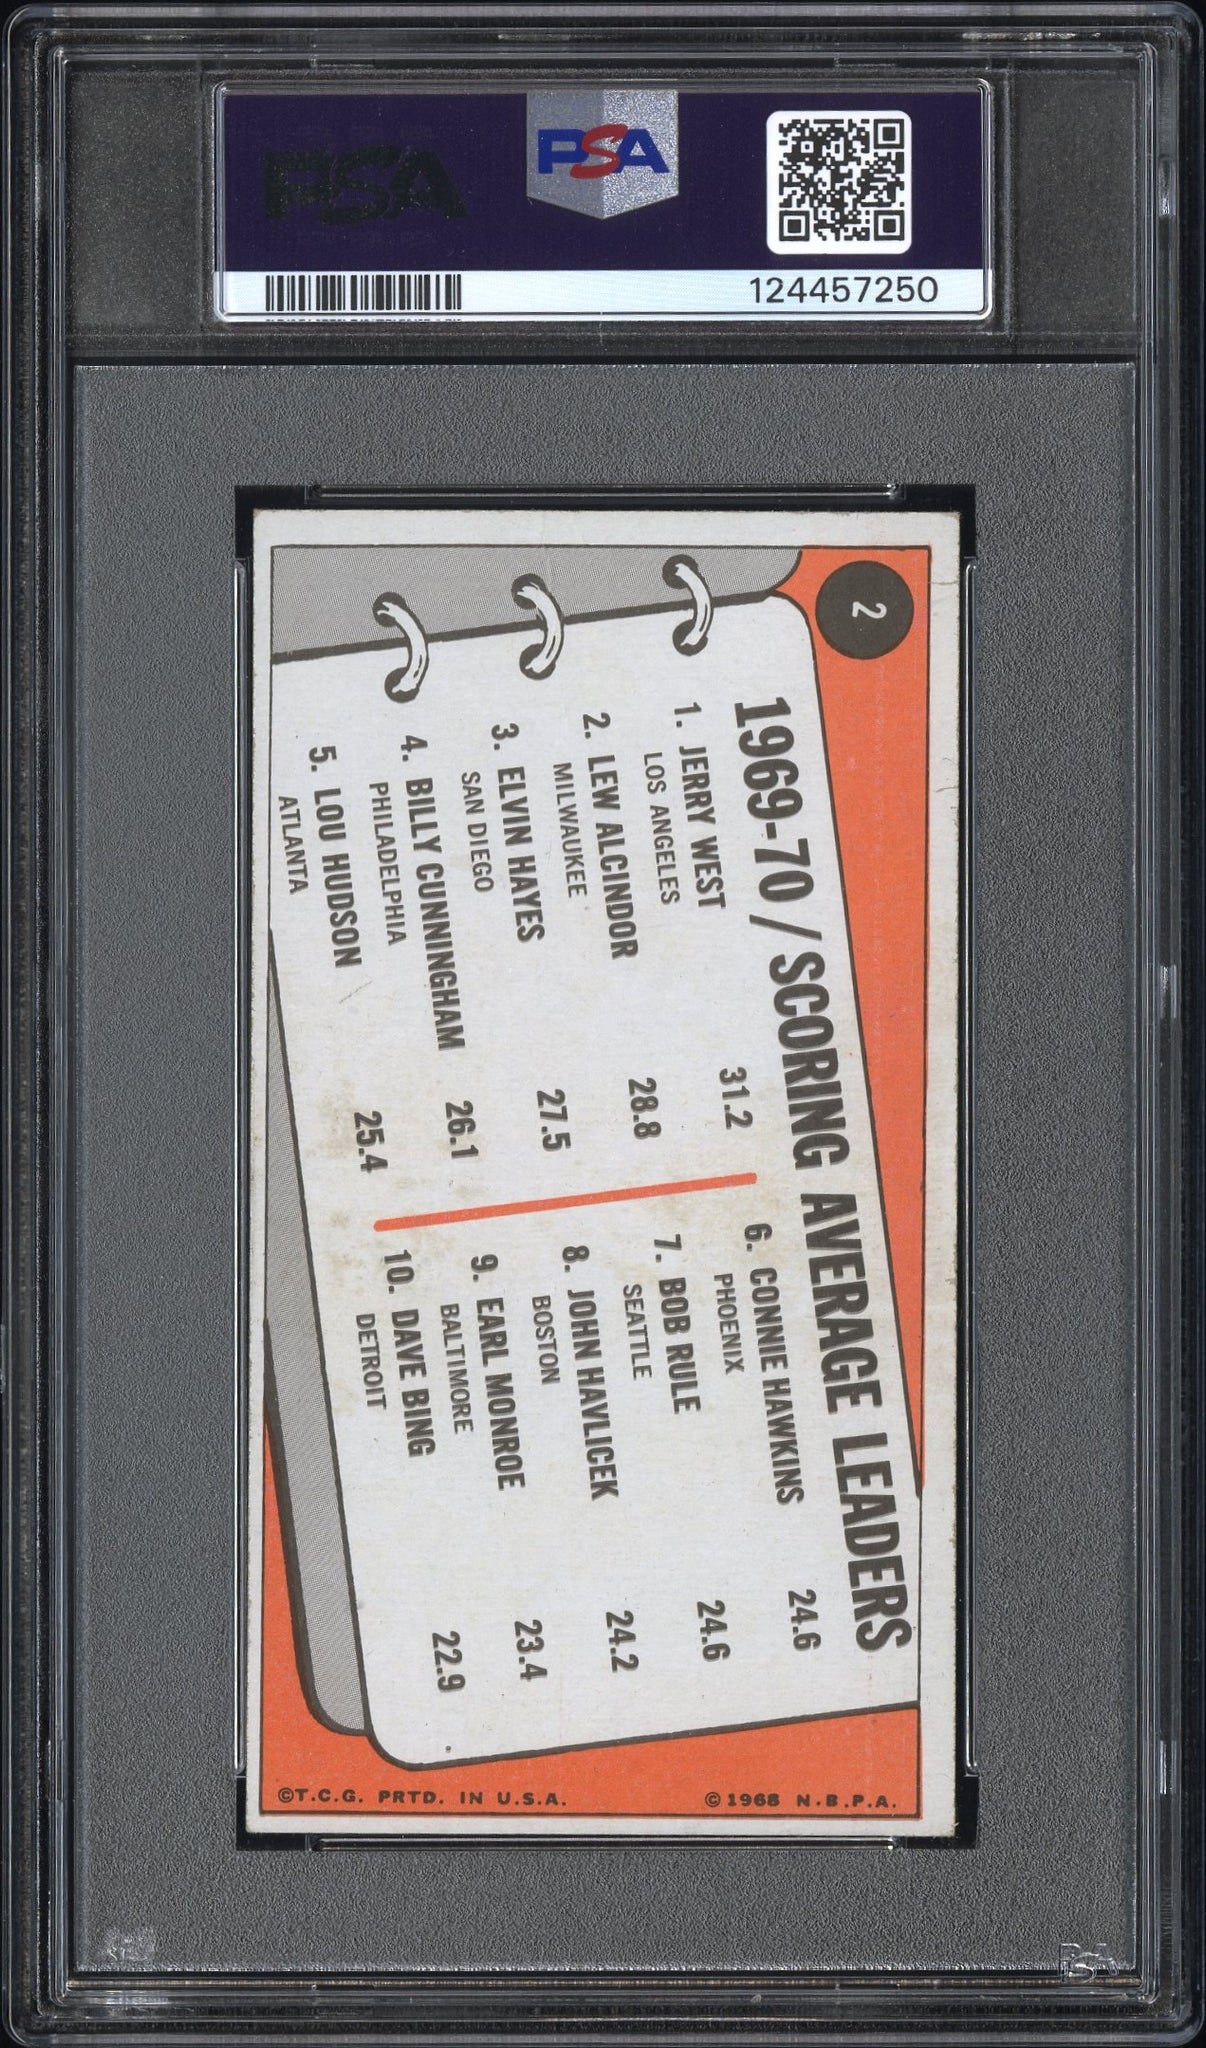 PSA
PSA
124457250
2
1969-70 / SCORING AVERAGE LEADERS
1. JERRY WEST 31.2
LOS ANGELES
2. LEW ALCINDOR 28.8
MILWAUKEE
3. ELVIN HAYES 27.5
SAN DIEGO
4. BILLY CUNNINGHAM 26.1
PHILADELPHIA
5. LOU HUDSON 25.4
ATLANTA
6. CONNIE HAWKINS 24.6
PHOENIX
7. BOB RULE 24.6
SEATTLE
8. JOHN HAVLICEK 24.2
BOSTON
9. EARL MONROE 23.4
BALTIMORE
10. DAVE BING 22.9
DETROIT
©T.C.G. PRTD. IN U.S.A.
© 1968 N.B.P.A.
PSA